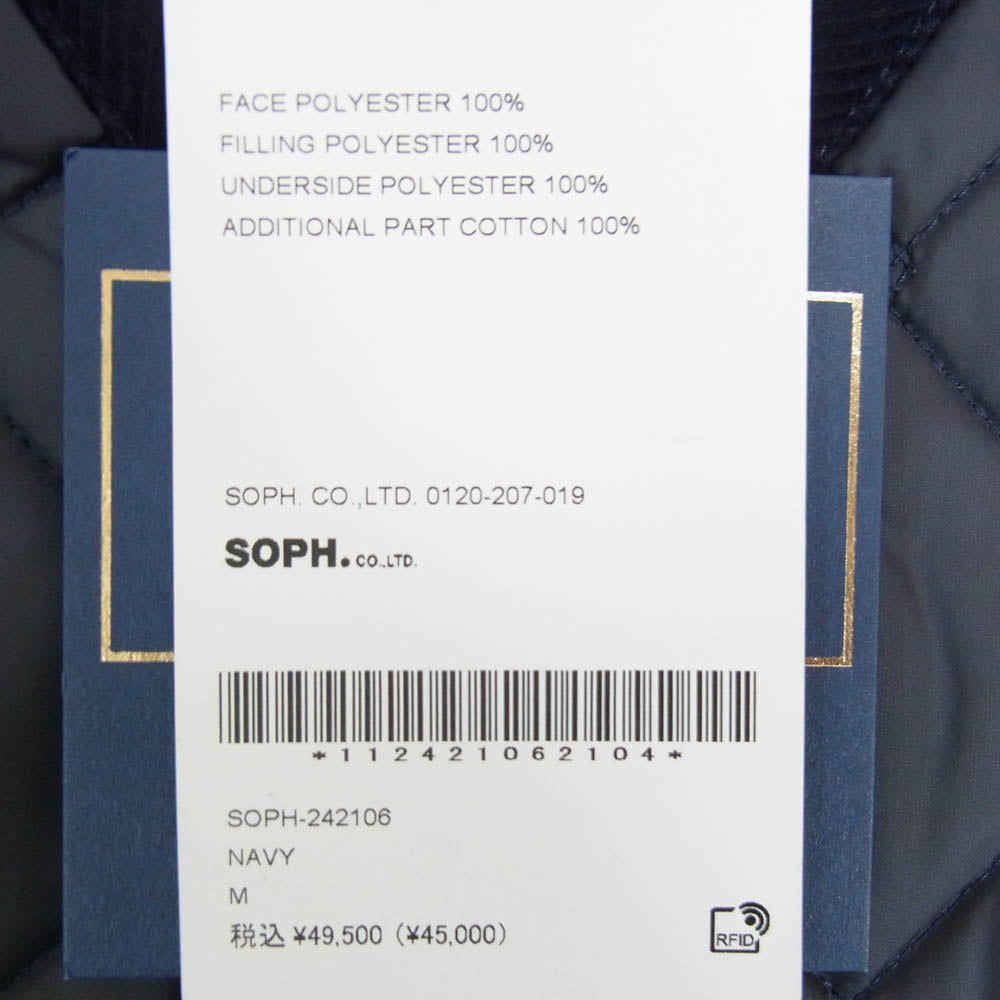 FACE POLYESTER 100%
FILLING POLYESTER 100%
UNDERSIDE POLYESTER 100%
ADDITIONAL PART COTTON 100%
SOPH. CO.,LTD. 0120-207-019
SOPH. CO.,LTD.
*112421062104*
SOPH-242106
NAVY
M
税込 ¥49,500 (¥45,000)
RFID